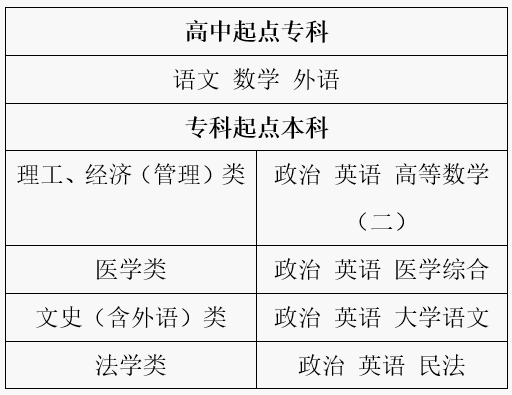 高中起点专科
语文 数学 外语
专科起点本科
理工、经济（管理）类 政治 英语 高等数学
（二）
医学类 政治 英语 医学综合
文史（含外语）类 政治 英语 大学语文
法学类 政治 英语 民法